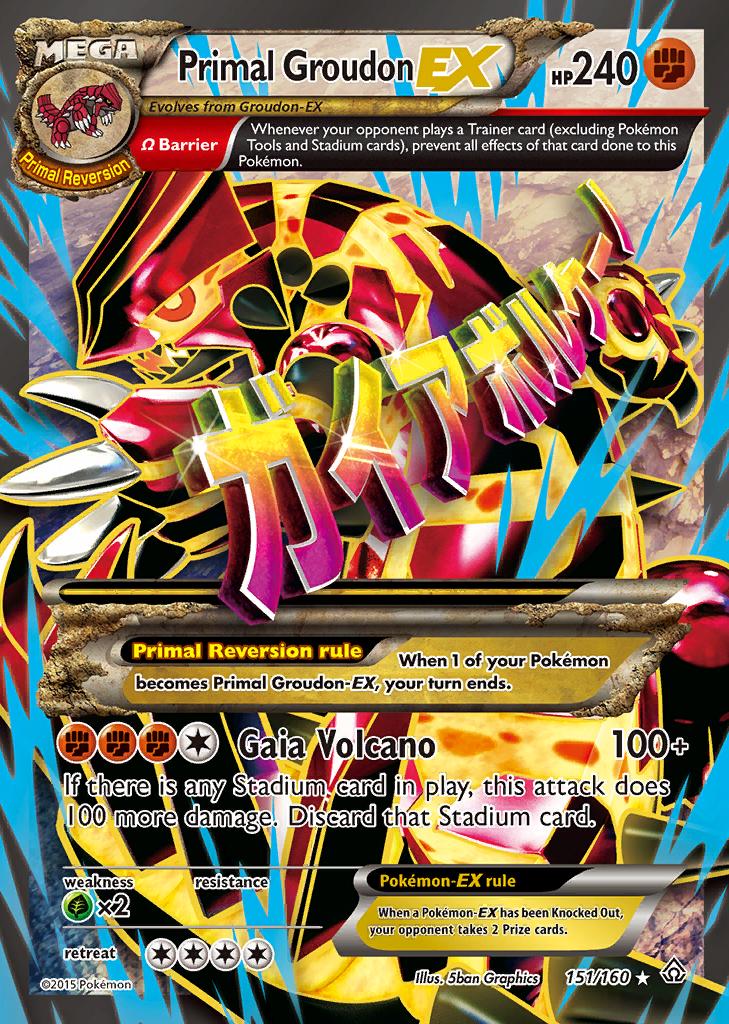 MEGA
Primal Groudon EX
HP240
Evolves from Groudon-EX
Primal Reversion
Ω Barrier
Whenever your opponent plays a Trainer card (excluding Pokémon
Tools and Stadium cards), prevent all effects of that card done to this
Pokémon.
ガイアボルケーノ
Primal Reversion rule
When 1 of your Pokémon
becomes Primal Groudon-EX, your turn ends.
Gaia Volcano 100+
If there is any Stadium card in play, this attack does
100 more damage. Discard that Stadium card.
weakness resistance
×2
retreat
Pokémon-EX rule
When a Pokémon-EX has been Knocked Out,
your opponent takes 2 Prize cards.
©2015 Pokémon
Illus. 5ban Graphics 151/160 ★